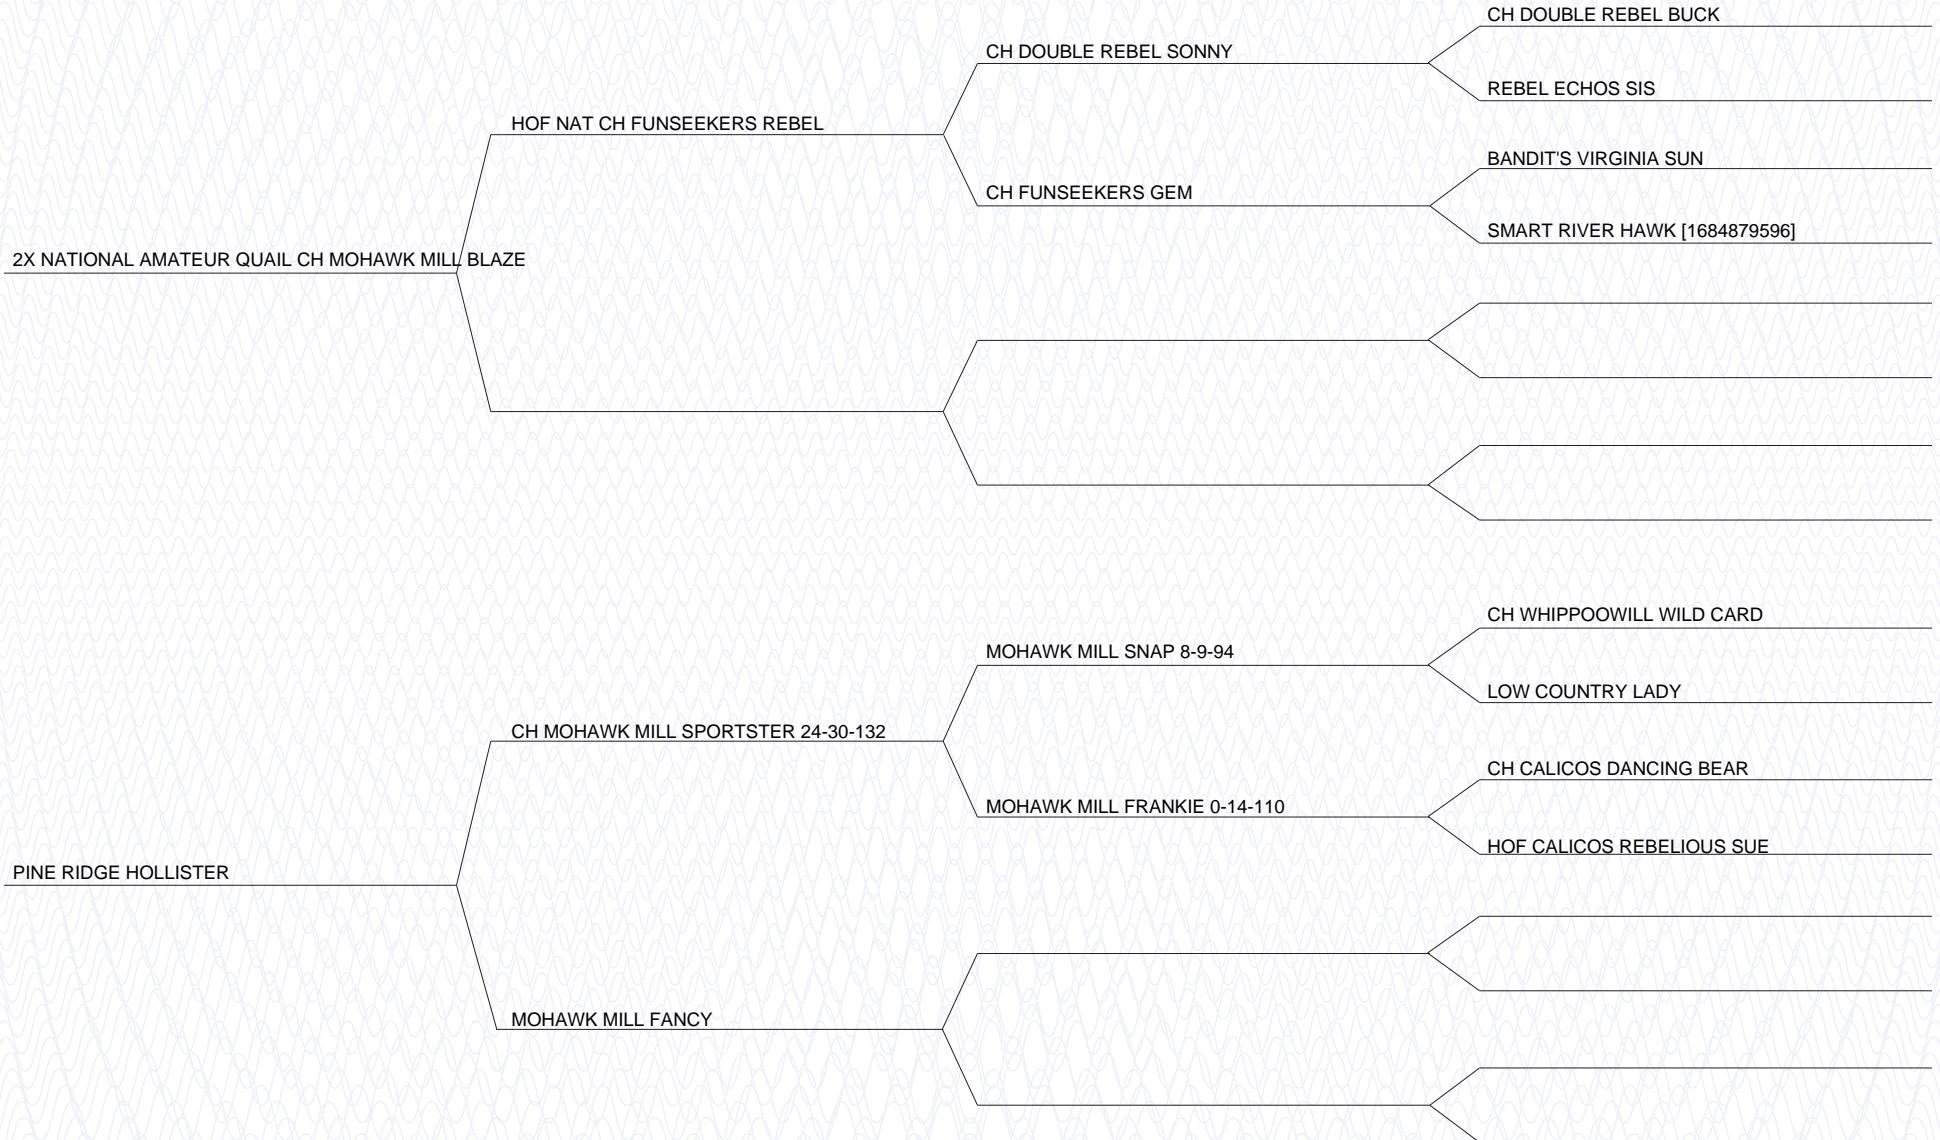 CH DOUBLE REBEL BUCK
CH DOUBLE REBEL SONNY
REBEL ECHOS SIS
HOF NAT CH FUNSEEKERS REBEL
BANDIT'S VIRGINIA SUN
CH FUNSEEKERS GEM
SMART RIVER HAWK [1684879596]
2X NATIONAL AMATEUR QUAIL CH MOHAWK MILL BLAZE
CH WHIPPOOWILL WILD CARD
MOHAWK MILL SNAP 8-9-94
LOW COUNTRY LADY
CH MOHAWK MILL SPORTSTER 24-30-132
CH CALICOS DANCING BEAR
MOHAWK MILL FRANKIE 0-14-110
HOF CALICOS REBELIOUS SUE
PINE RIDGE HOLLISTER
MOHAWK MILL FANCY